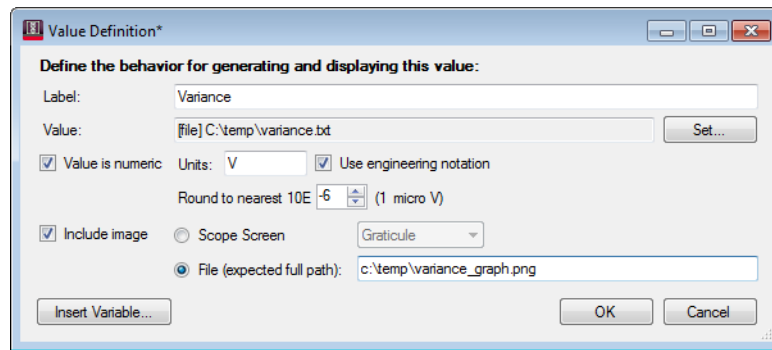 Value Definition*
Define the behavior for generating and displaying this value:
Label: Variance
Value: [file] C:\temp\variance.txt Set...
Value is numeric Units: V Use engineering notation
Round to nearest 10E -6 (1 micro V)
Include image Scope Screen Graticule
File (expected full path): c:\temp\variance_graph.png
Insert Variable... OK Cancel